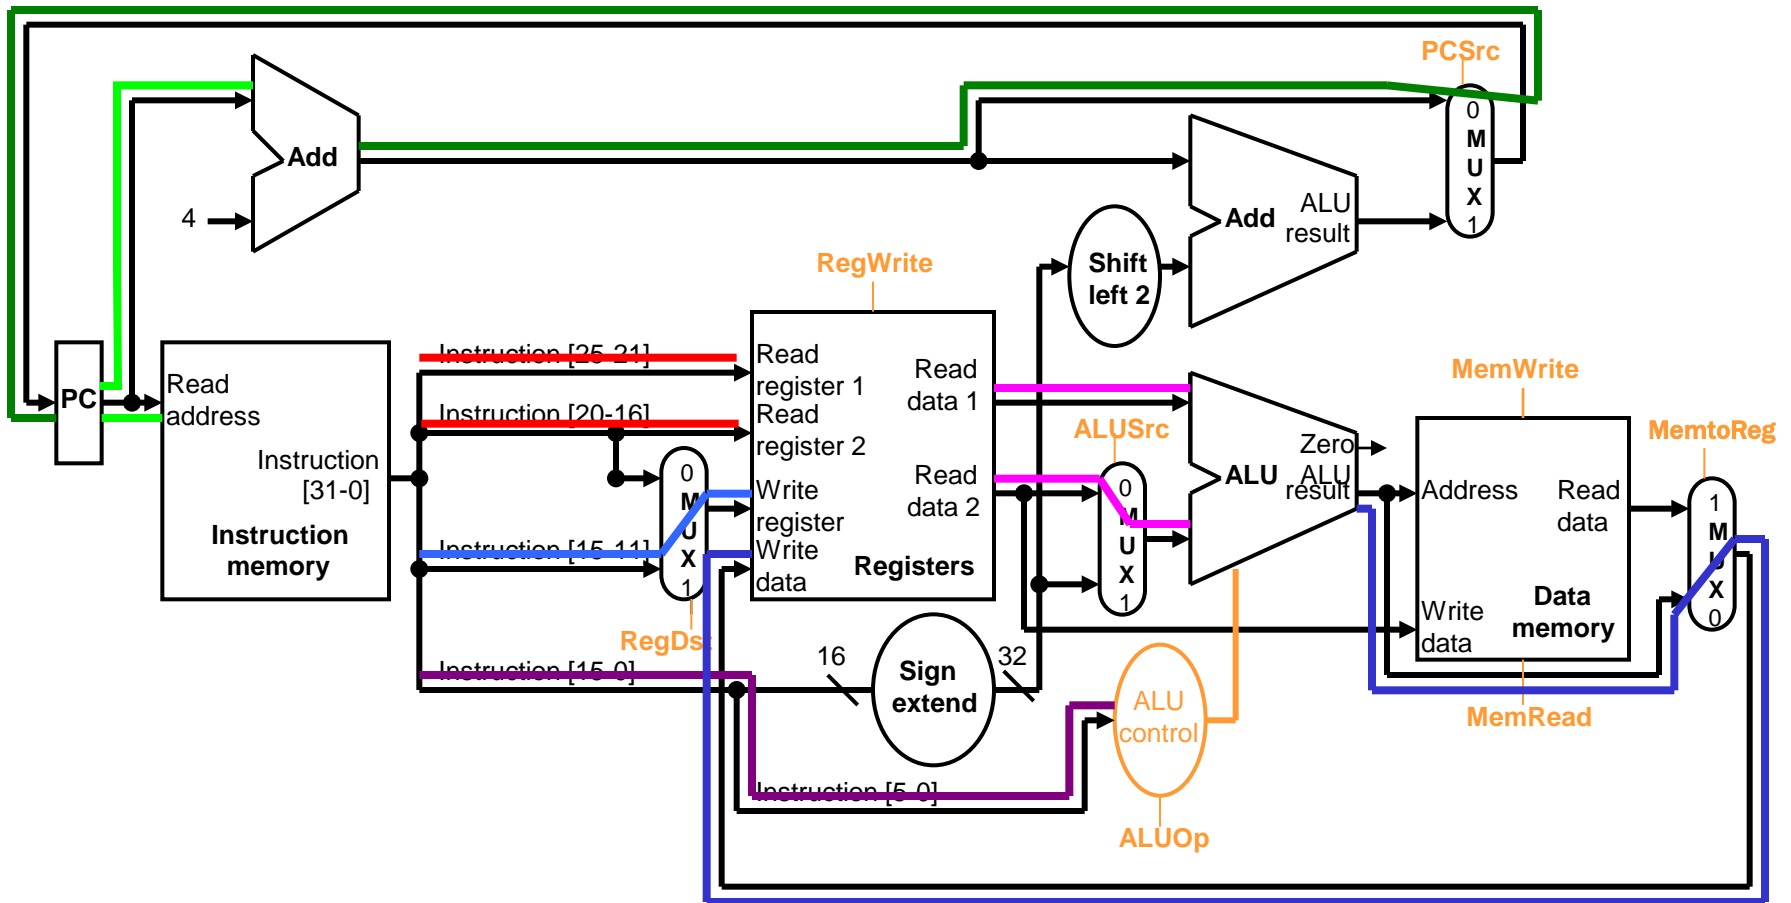 PCSrc
0
M
U
X
1
Add
4
ALU
result
Add
Shift
left 2
RegWrite
PC
Read
address
Instruction
[31-0]
Instruction
memory
Instruction [25-21]
Instruction [20-16]
Instruction [15-11]
Instruction [15-0]
Instruction [5-0]
0
M
U
X
1
RegDst
Read
register 1
Read
register 2
Write
register
Write
data
Read
data 1
Read
data 2
Registers
16
Sign
extend
32
ALUSrc
0
M
U
X
1
Zero
ALU
ALU
result
ALU
control
ALUOp
MemWrite
Address
Read
data
Write
data
Data
memory
MemRead
MemtoReg
1
M
U
X
0